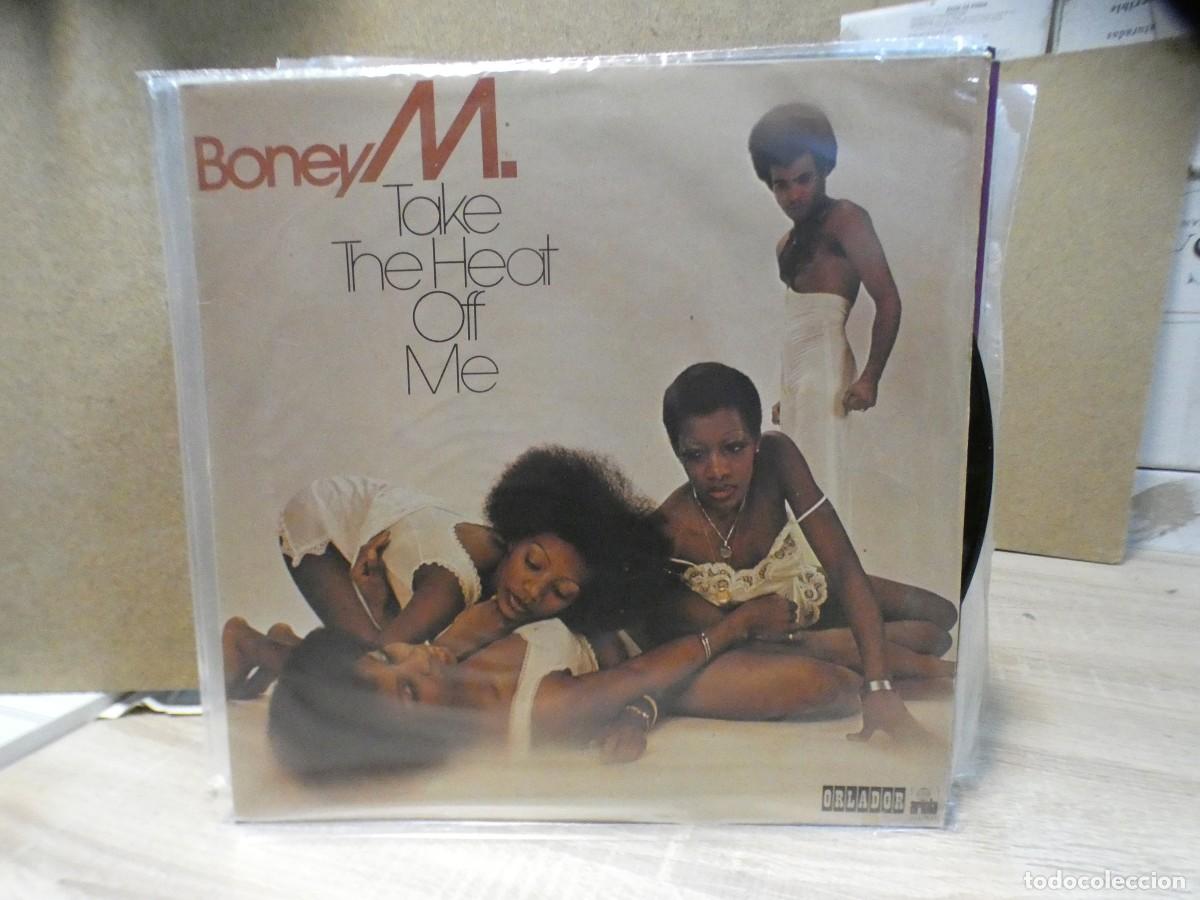 Boney M.
Take
The Heat
Off
Me
ORLADOR
ariola
todocoleccion